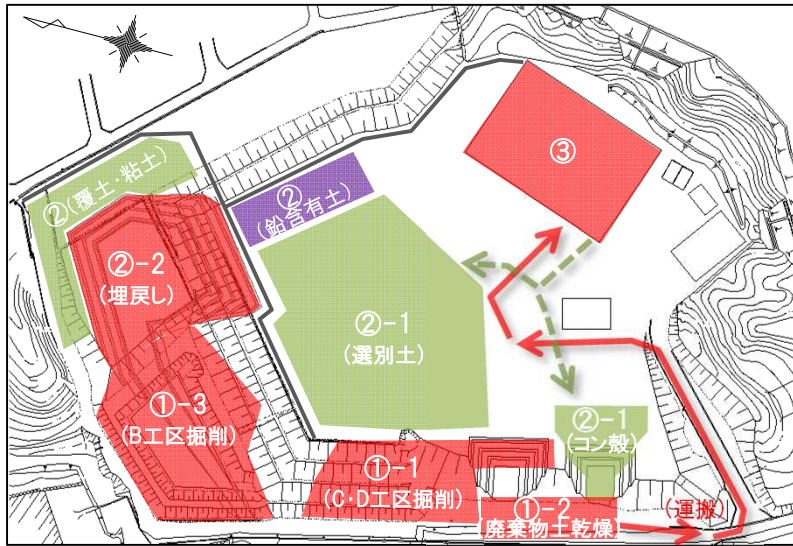 ③
②(覆土・粘土)
②
(鉛含有土)
②-2
(埋戻し)
②-1
(選別土)
①-3
(B工区掘削)
②-1
(コン殻)
①-1
(C・D工区掘削)
①-2
(廃棄物土乾燥)
(運搬)